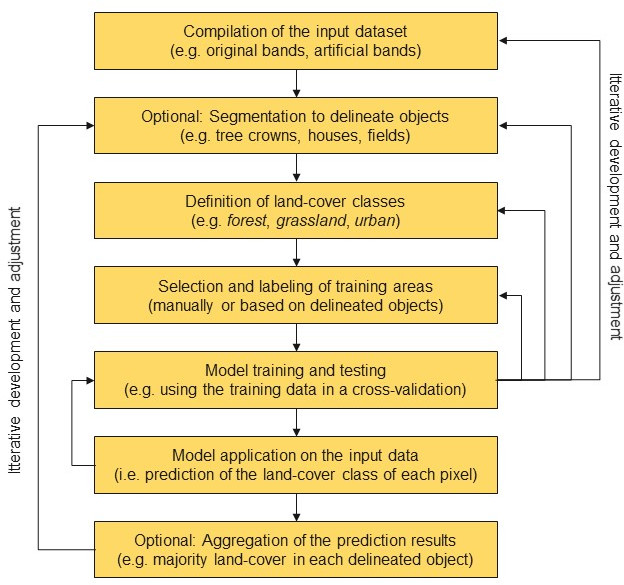 Compilation of the input dataset
(e.g. original bands, artificial bands)
Optional: Segmentation to delineate objects
(e.g. tree crowns, houses, fields)
Definition of land-cover classes
(e.g. forest, grassland, urban)
Selection and labeling of training areas
(manually or based on delineated objects)
Model training and testing
(e.g. using the training data in a cross-validation)
Model application on the input data
(i.e. prediction of the land-cover class of each pixel)
Optional: Aggregation of the prediction results
(e.g. majority land-cover in each delineated object)
Itterative development and adjustment
Itterative development and adjustment